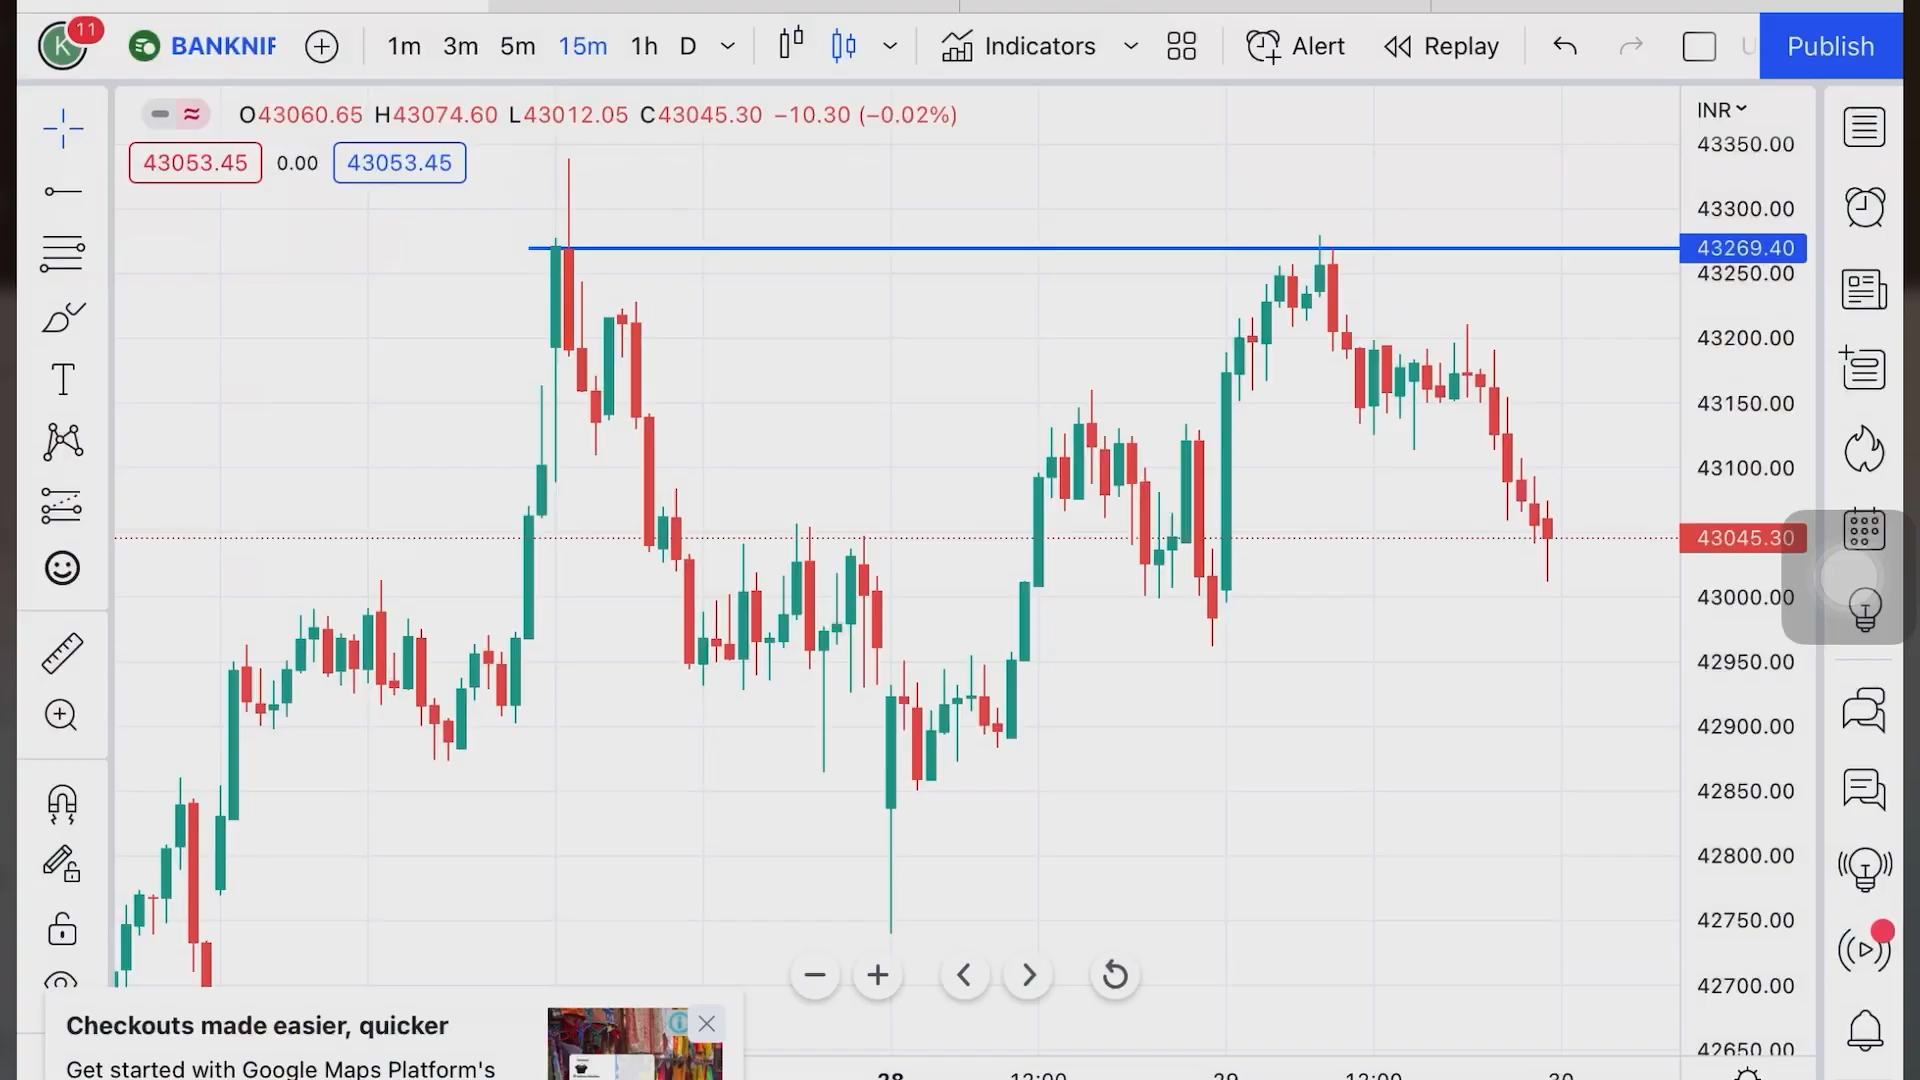 K 11 BANKNIF 1m 3m 5m 15m 1h D Indicators Alert Replay Publish
O43060.65 H43074.60 L43012.05 C43045.30 −10.30 (−0.02%)
43053.45 0.00 43053.45
INR
43350.00
43300.00
43269.40
43250.00
43200.00
43150.00
43100.00
43045.30
43000.00
42950.00
42900.00
42850.00
42800.00
42750.00
42700.00
42650.00
T
Checkouts made easier, quicker
Get started with Google Maps Platform's
28 12:00 29 12:00 30